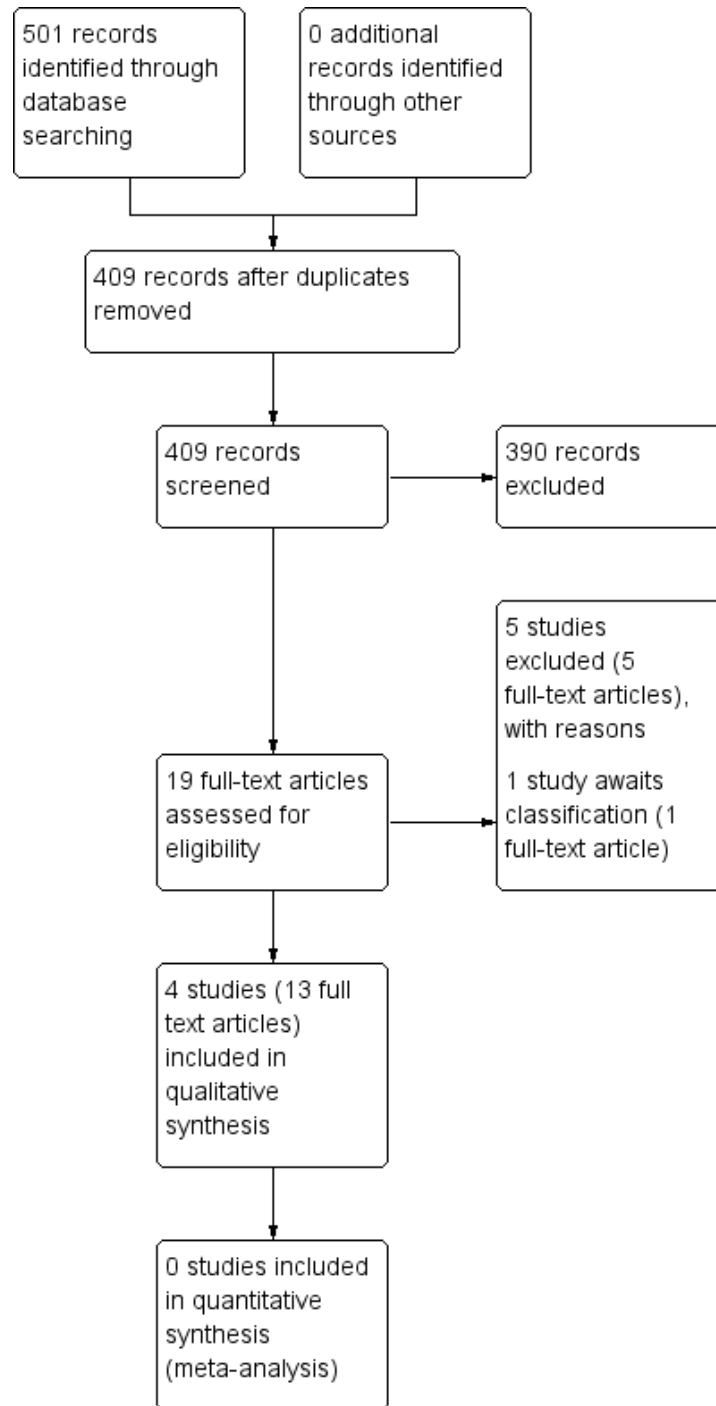 501 records
identified through
database
searching
0 additional
records identified
through other
sources
409 records after duplicates
removed
409 records
screened
390 records
excluded
5 studies
excluded (5
full-text articles),
with reasons
1 study awaits
classification (1
full-text article)
19 full-text articles
assessed for
eligibility
4 studies (13 full
text articles)
included in
qualitative
synthesis
0 studies included
in quantitative
synthesis
(meta-analysis)